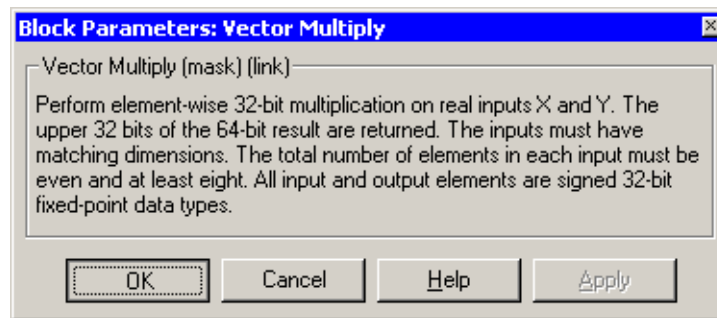 Block Parameters: Vector Multiply
Vector Multiply (mask) (link)
Perform element-wise 32-bit multiplication on real inputs X and Y. The
upper 32 bits of the 64-bit result are returned. The inputs must have
matching dimensions. The total number of elements in each input must be
even and at least eight. All input and output elements are signed 32-bit
fixed-point data types.
OK Cancel Help Apply